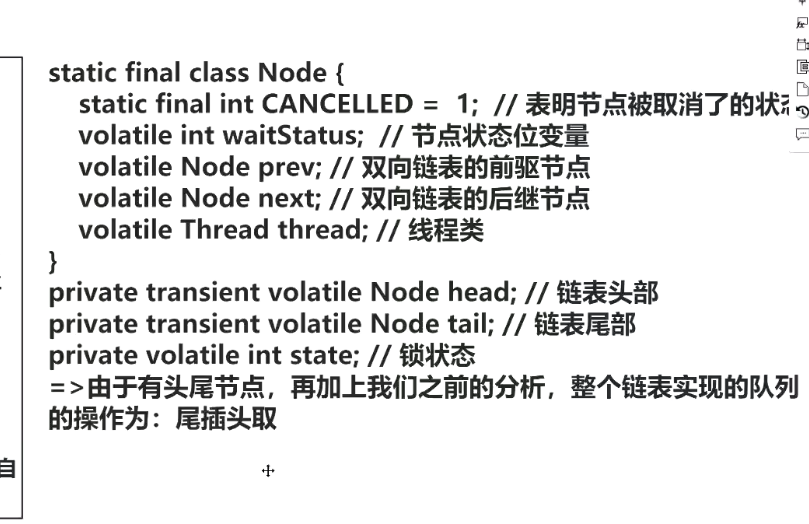 static final class Node {
static final int CANCELLED = 1; // 表明节点被取消了的状
volatile int waitStatus; // 节点状态位变量
volatile Node prev; // 双向链表的前驱节点
volatile Node next; // 双向链表的后继节点
volatile Thread thread; // 线程类
}
private transient volatile Node head; // 链表头部
private transient volatile Node tail; // 链表尾部
private volatile int state; // 锁状态
=>由于有头尾节点，再加上我们之前的分析，整个链表实现的队列
的操作为：尾插头取
自